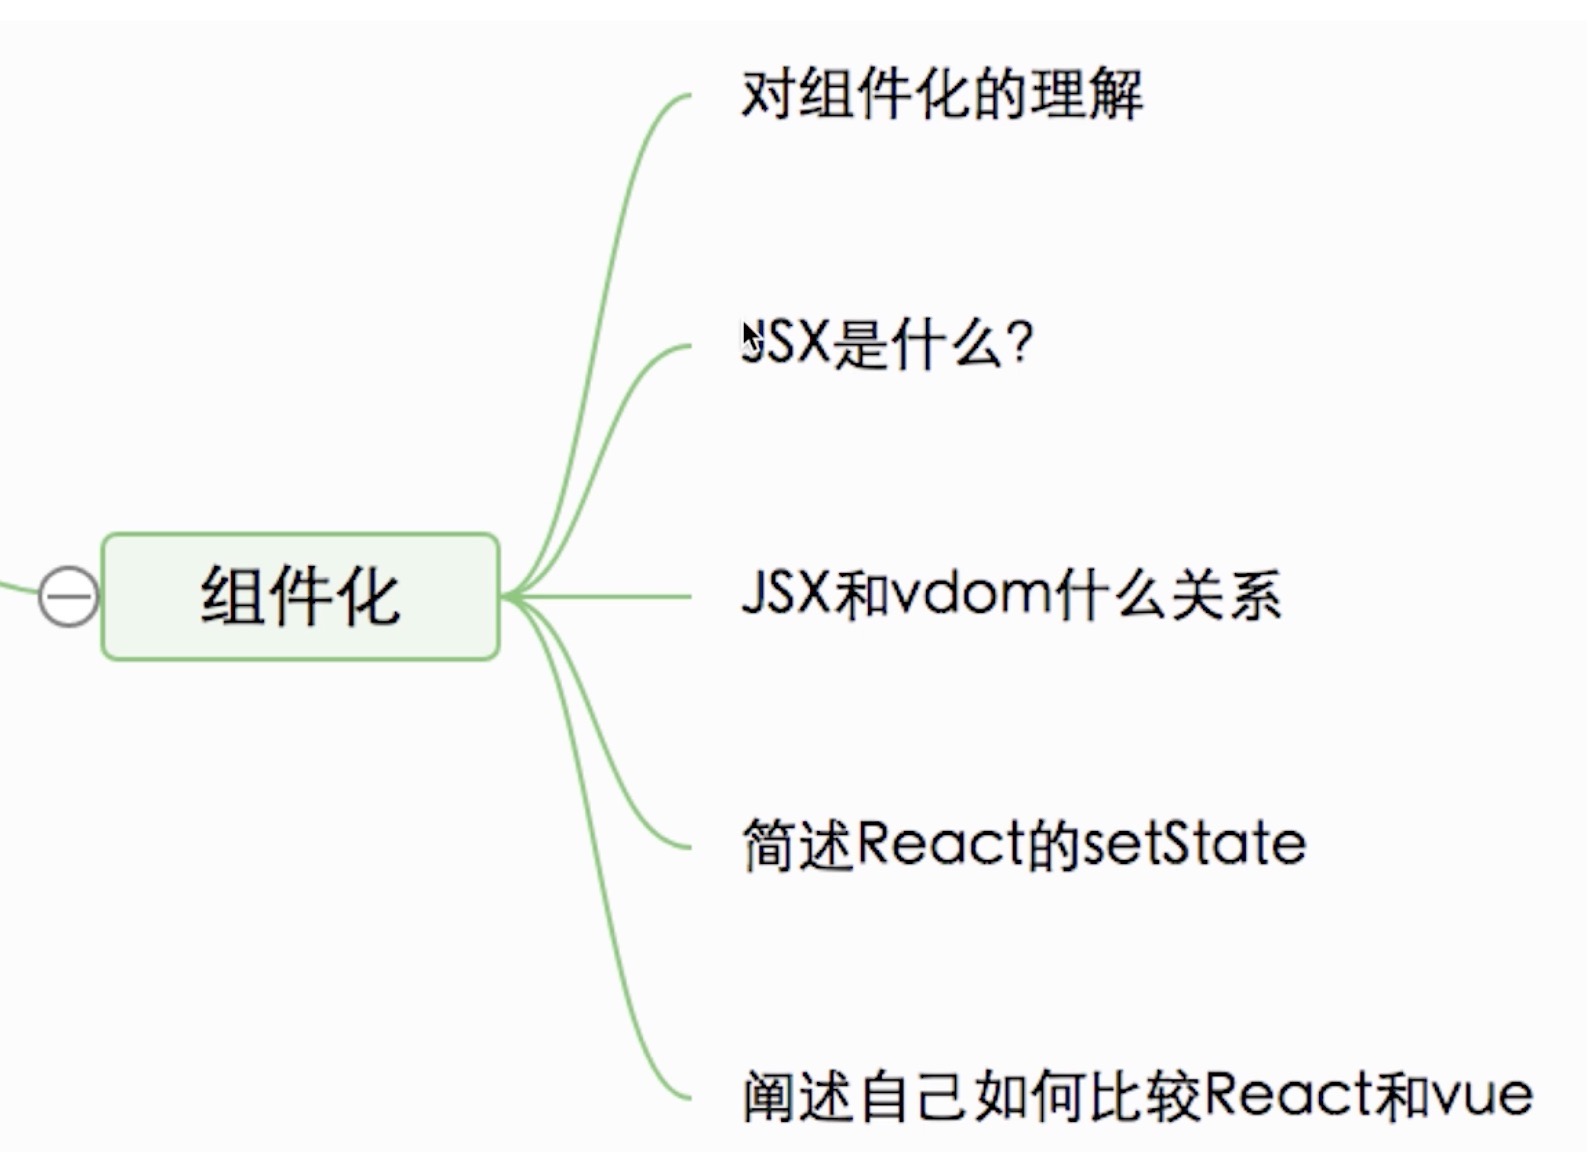 对组件化的理解
JSX是什么?
组件化
JSX和vdom什么关系
简述React的setState
阐述自己如何比较React和vue